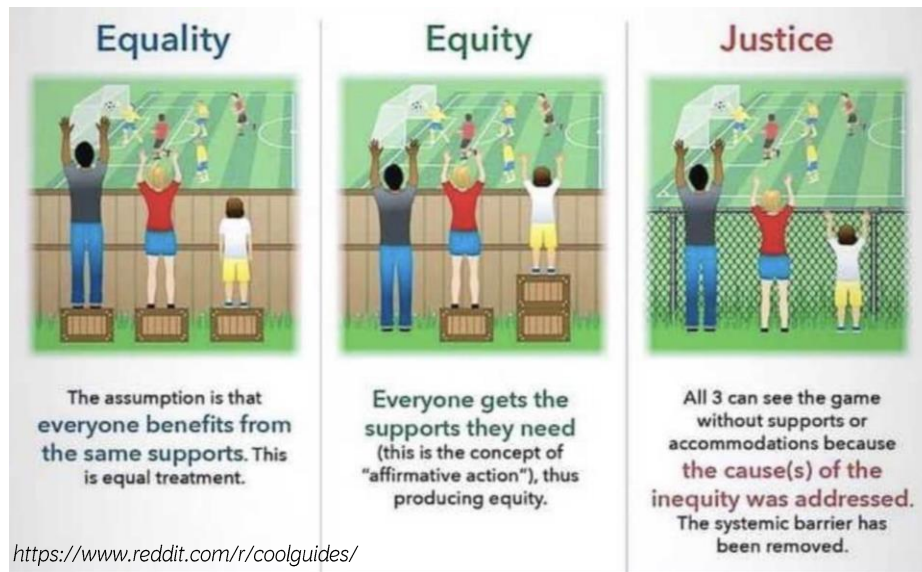 Equality
The assumption is that
everyone benefits from
the same supports. This
is equal treatment.
Equity
Everyone gets the
supports they need
(this is the concept of
"affirmative action"), thus
producing equity.
Justice
All 3 can see the game
without supports or
accommodations because
the cause(s) of the
inequity was addressed.
The systemic barrier has
been removed.
https://www.reddit.com/r/coolguides/